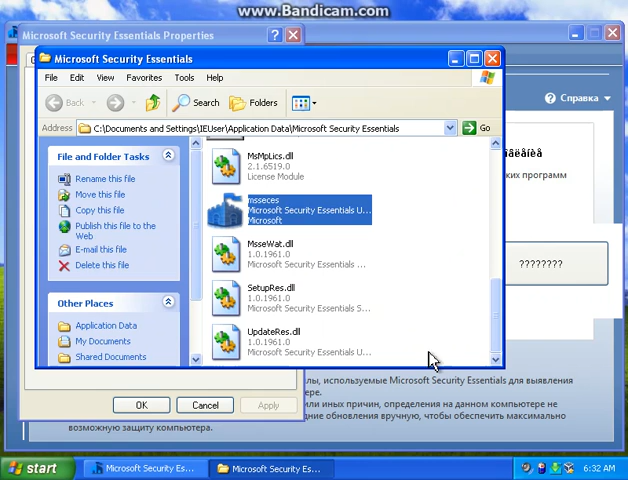 www.Bandicam.com
Microsoft Security Essentials Properties
Microsoft Security Essentials
File Edit View Favorites Tools Help
Back Search Folders
Address C:\Documents and Settings\IEUser\Application Data\Microsoft Security Essentials Go
File and Folder Tasks
Rename this file
Move this file
Copy this file
Publish this file to the
Web
E-mail this file
Delete this file
Other Places
Application Data
My Documents
Shared Documents
MsMpLics.dll
2.1.6519.0
License Module
msseces
Microsoft Security Essentials U...
Microsoft
MsseWat.dll
1.0.1961.0
Microsoft Security Essentials ...
SetupRes.dll
1.0.1961.0
Microsoft Security Essentials S...
UpdateRes.dll
1.0.1961.0
Microsoft Security Essentials U...
Справка
ких программ
????????
лы, используемые Microsoft Security Essentials для выявления
ере.
или иных причин, определения на данном компьютере не
дние обновления вручную, чтобы обеспечить максимально
возможную защиту компьютера.
OK Cancel Apply
start Microsoft Security Es... Microsoft Security Es... 6:32 AM